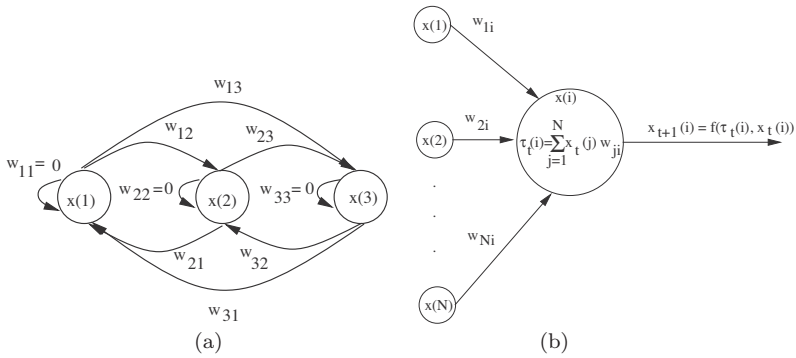 w13
w12
w23
w11= 0
w22=0
w33=0
x(1)
x(2)
x(3)
w21
w32
w31
(a)
x(1)
w1i
x(2)
w2i
.
.
.
x(N)
wNi
x(i)
τt(i)=∑j=1N xt(j) wji
xt+1(i) = f(τt(i), xt(i))
(b)